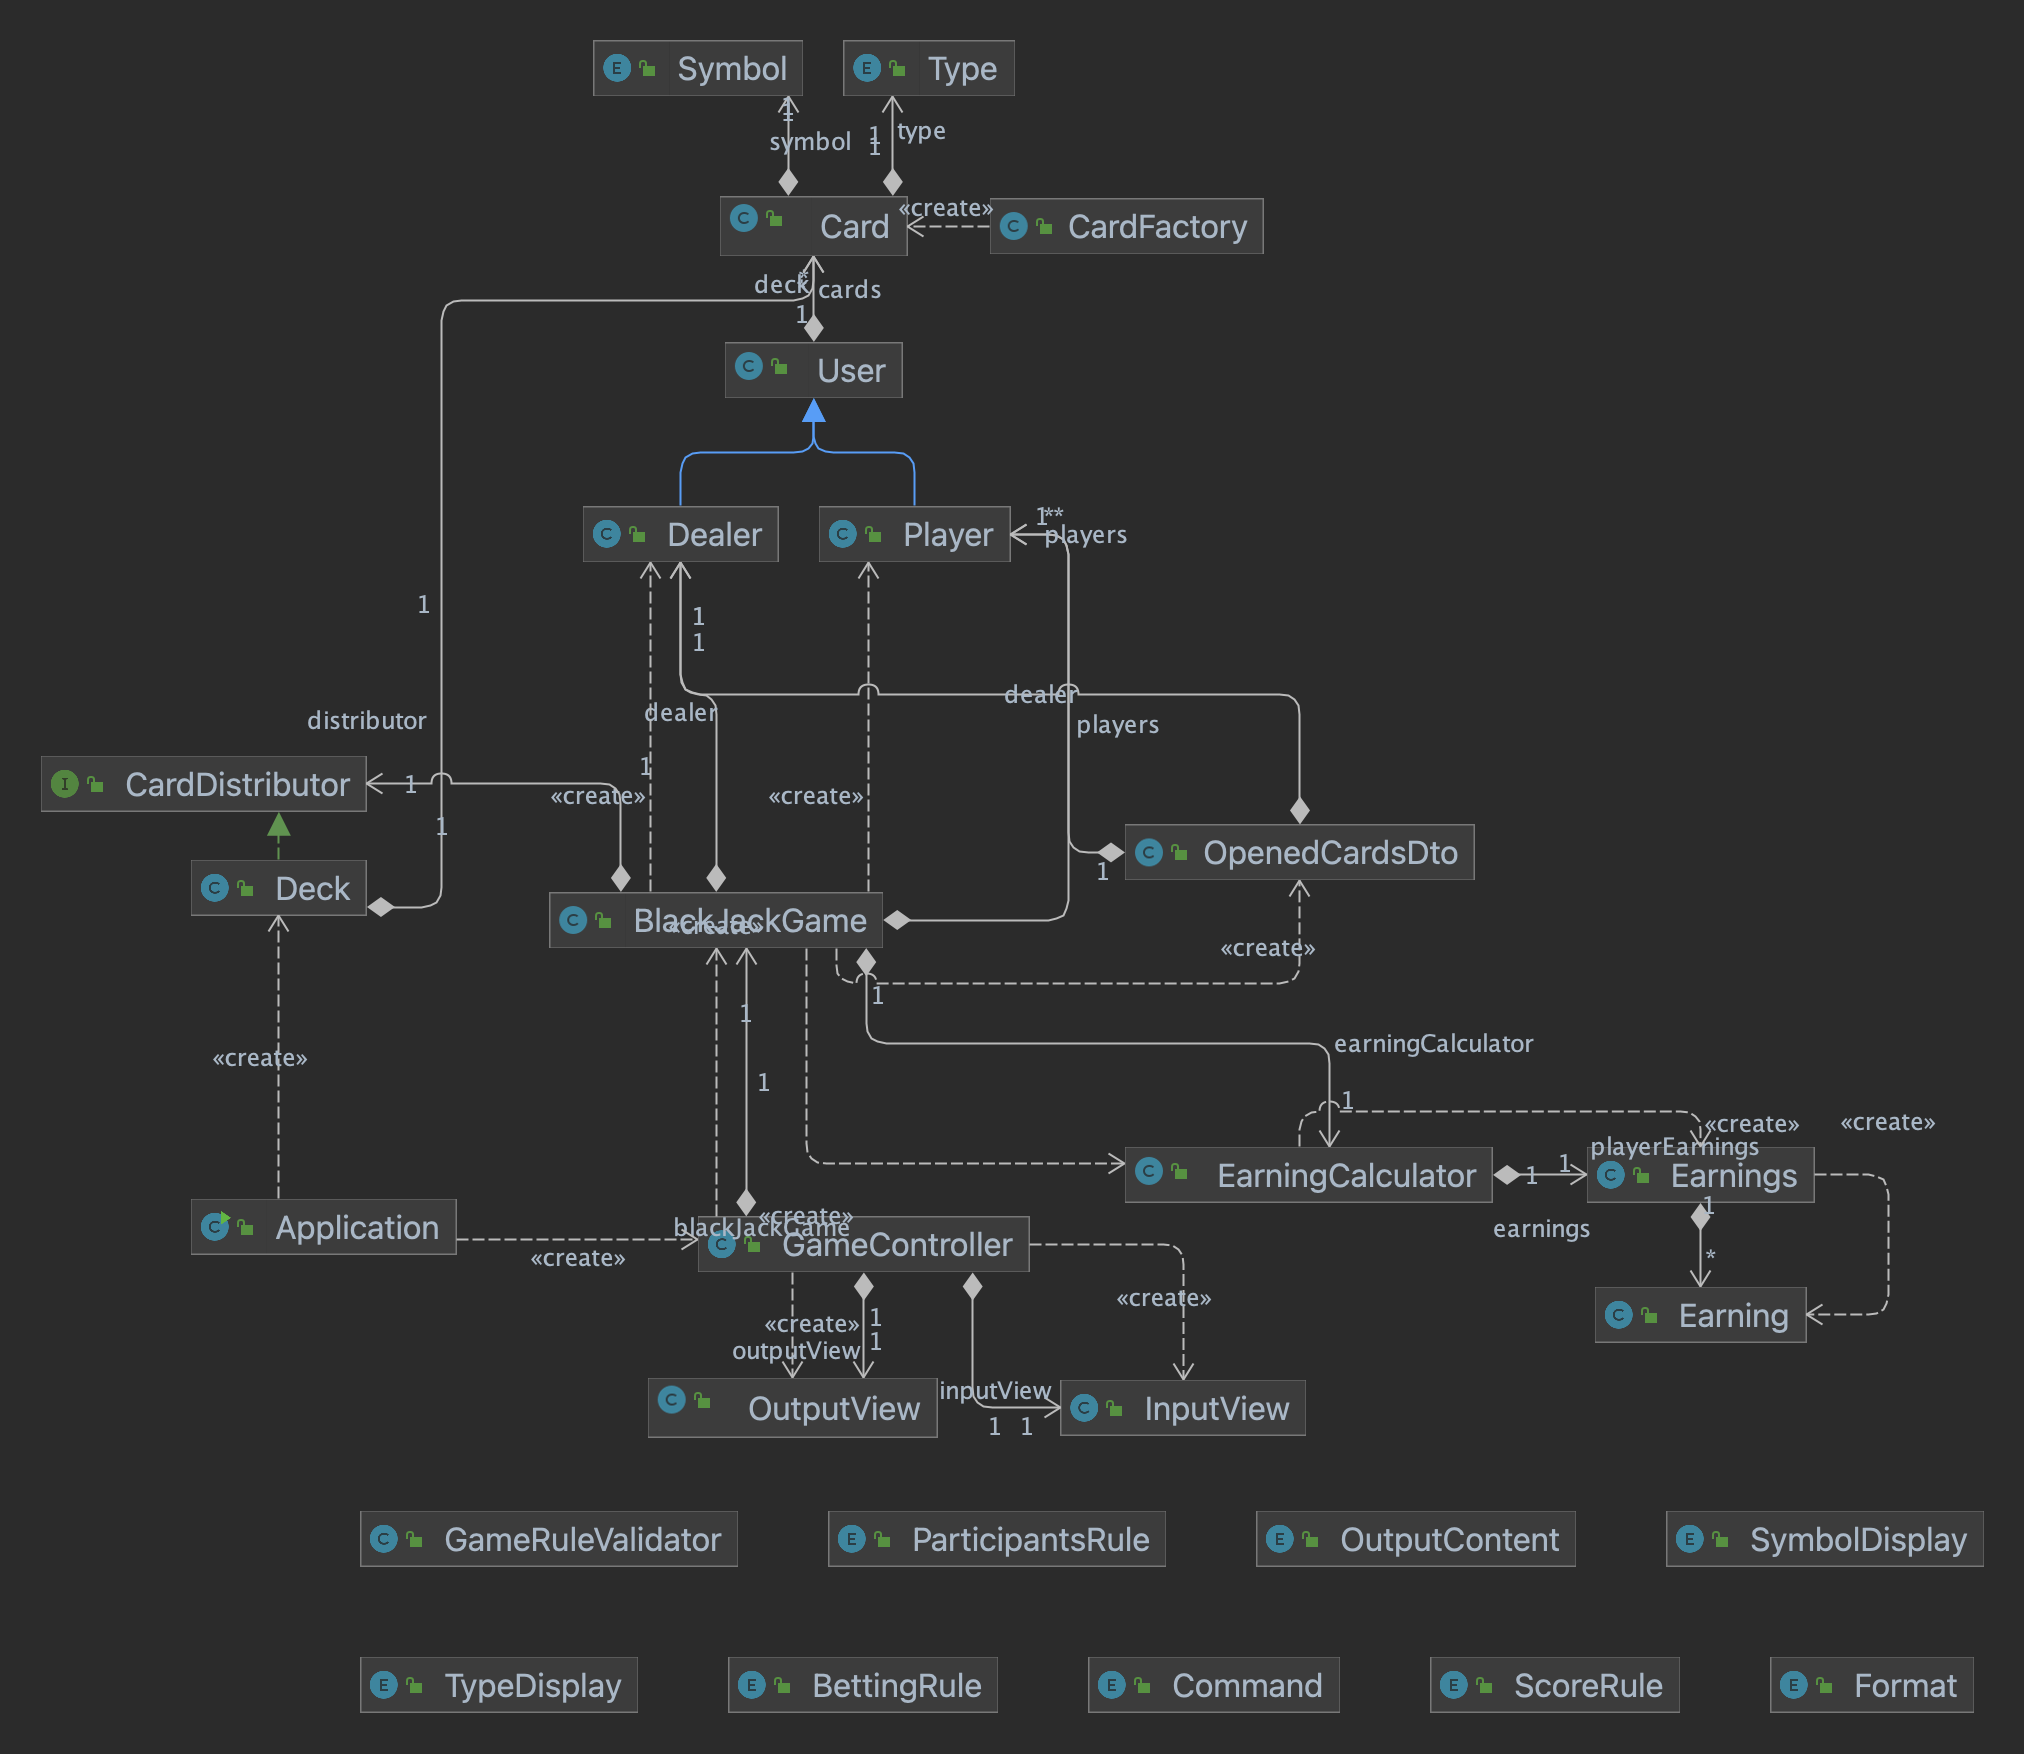 E Symbol
E Type
1
symbol
1
1
type
C Card
«create»
C CardFactory
deck
*
cards
1
C User
C Dealer
C Player
1
**
players
1
1
1
dealer
dealer
players
distributor
1
«create»
«create»
I CardDistributor
1
1
C Deck
C OpenedCardsDto
1
C BlackJackGame
«create»
«create»
1
1
earningCalculator
«create»
1
1
«create»
«create»
playerEarnings
C EarningCalculator
1
1
C Earnings
1
earnings
C Application
«create»
blackJackGame
«create»
C GameController
*
C Earning
«create»
1
«create»
1
outputView
inputView
1 1
C OutputView
C InputView
C GameRuleValidator
E ParticipantsRule
E OutputContent
E SymbolDisplay
E TypeDisplay
E BettingRule
E Command
E ScoreRule
E Format